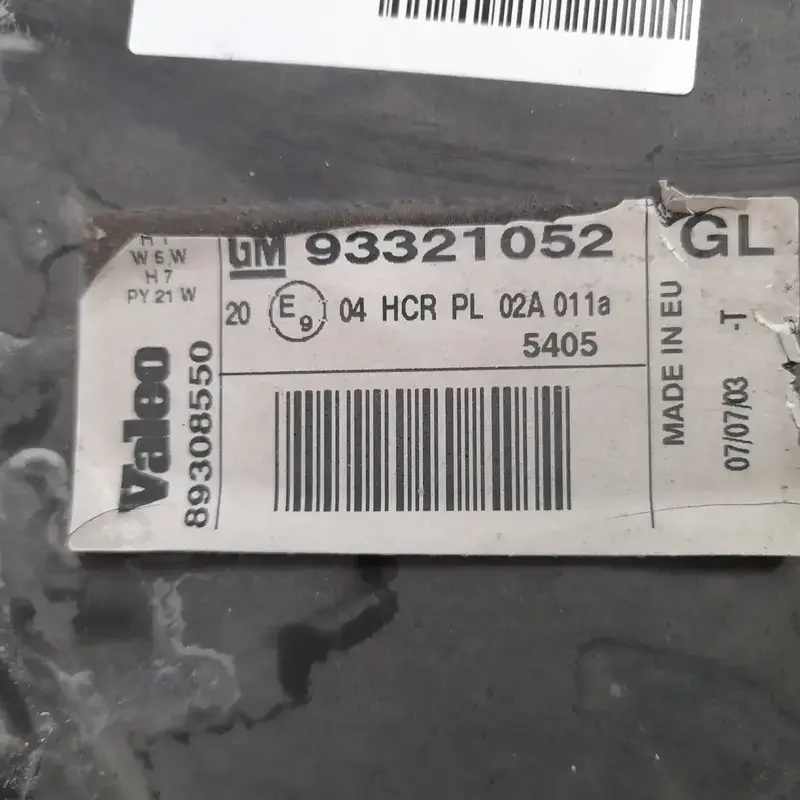 H 1
W 5 W
H 7
PY 21 W
GM 93321052
GL
20 E9 04 HCR PL 02A 011a
5405
Valeo
89308550
MADE IN EU
07/07/03
-T